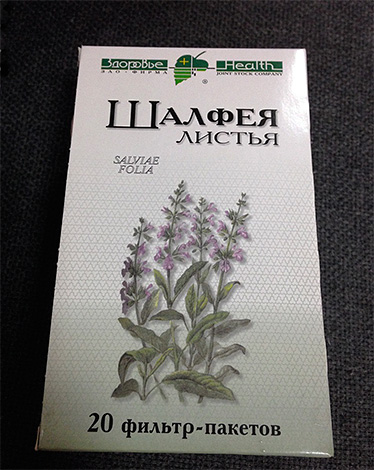 Здоровье Health
ЗАО - ФИРМА JOINT STOCK COMPANY
®
ШАЛФЕЯ
ЛИСТЬЯ
SALVIAE
FOLIA
20 фильтр-пакетов